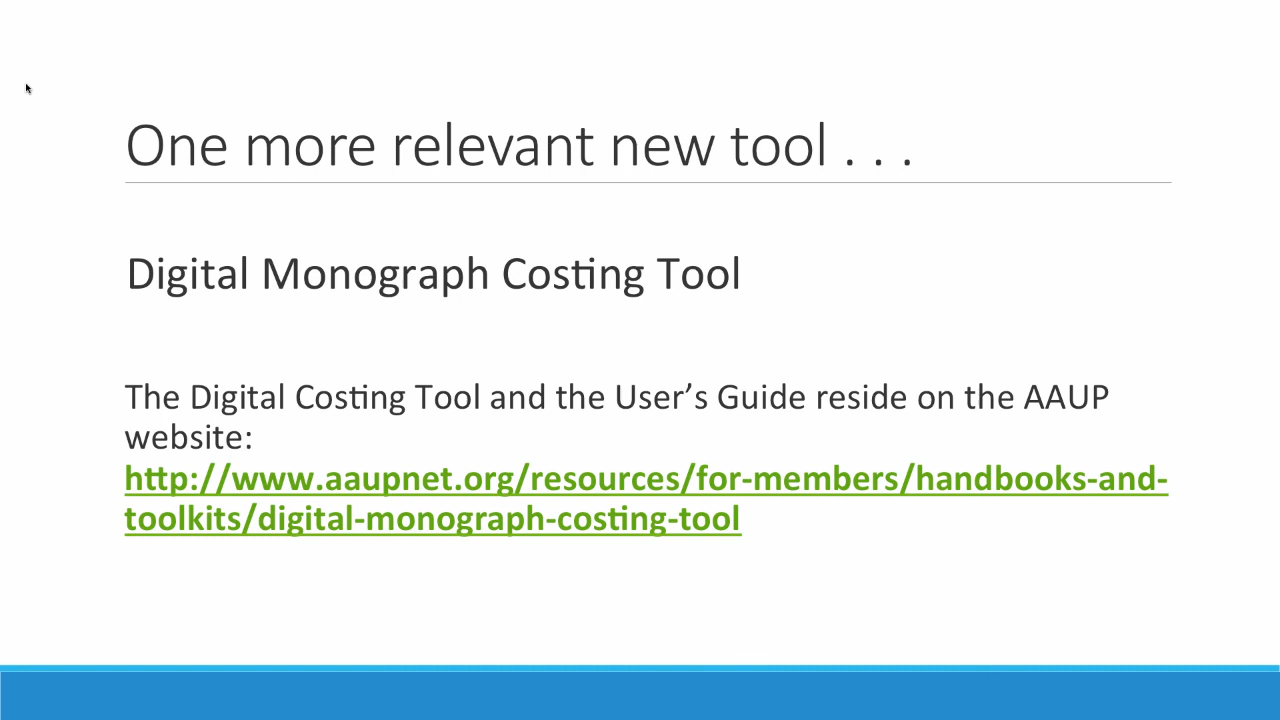 One more relevant new tool . . .
Digital Monograph Costing Tool
The Digital Costing Tool and the User’s Guide reside on the AAUP
website:
http://www.aaupnet.org/resources/for-members/handbooks-and-
toolkits/digital-monograph-costing-tool